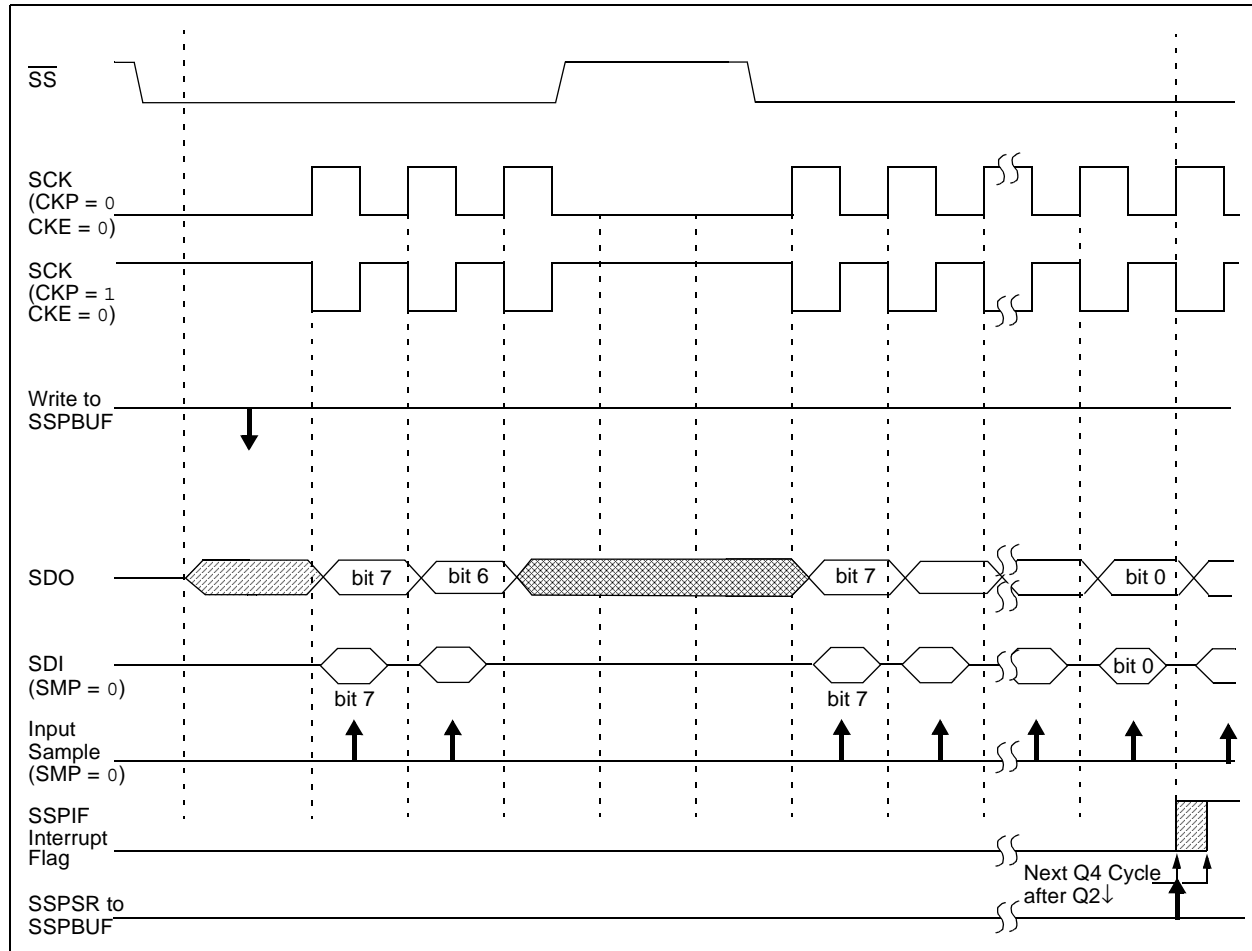 SS
SCK
(CKP = 0
CKE = 0)
SCK
(CKP = 1
CKE = 0)
Write to
SSPBUF
SDO
bit 7
bit 6
bit 7
bit 0
SDI
(SMP = 0)
bit 7
bit 7
bit 0
Input
Sample
(SMP = 0)
SSPIF
Interrupt
Flag
Next Q4 Cycle
after Q2↓
SSPSR to
SSPBUF